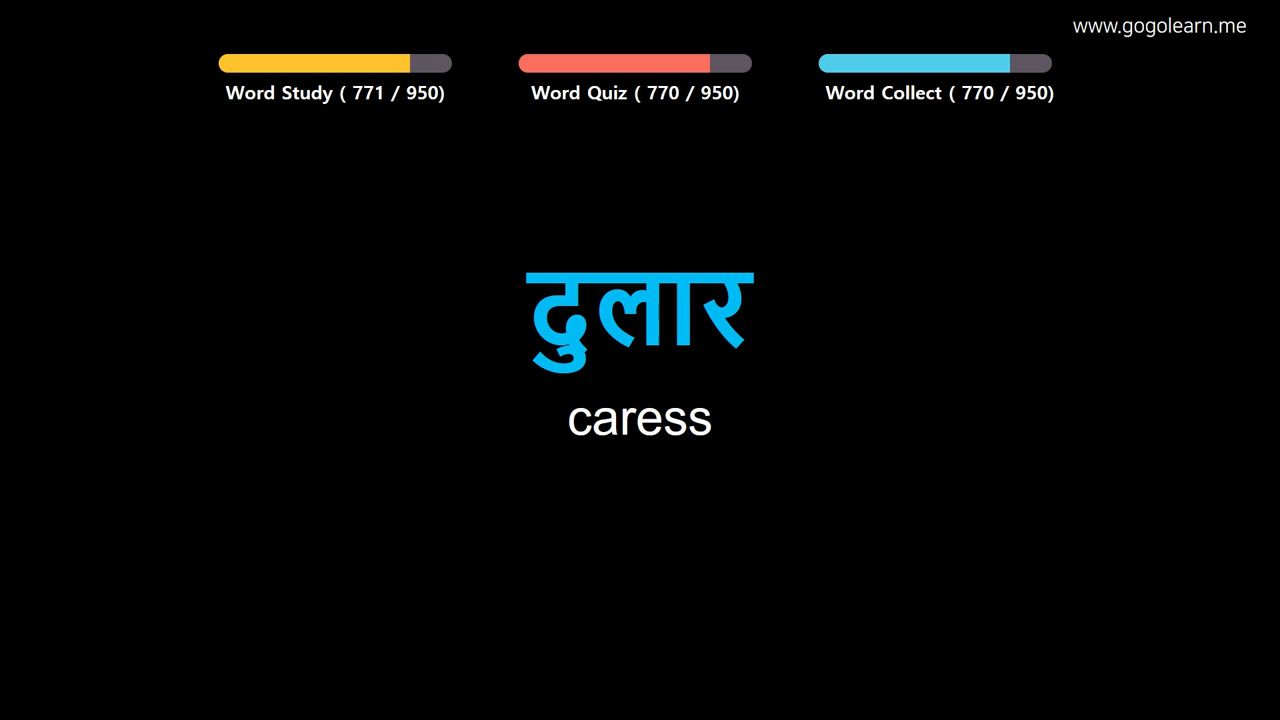 www.gogolearn.me
Word Study ( 771 / 950)
Word Quiz ( 770 / 950)
Word Collect ( 770 / 950)
दुलार
caress